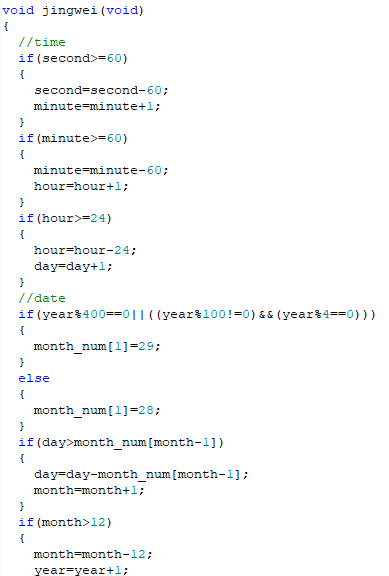 void jingwei(void)
{
  //time
  if(second>=60)
  {
    second=second-60;
    minute=minute+1;
  }
  if(minute>=60)
  {
    minute=minute-60;
    hour=hour+1;
  }
  if(hour>=24)
  {
    hour=hour-24;
    day=day+1;
  }
  //date
  if(year%400==0||((year%100!=0)&&(year%4==0)))
  {
    month_num[1]=29;
  }
  else
  {
    month_num[1]=28;
  }
  if(day>month_num[month-1])
  {
    day=day-month_num[month-1];
    month=month+1;
  }
  if(month>12)
  {
    month=month-12;
    year=year+1;